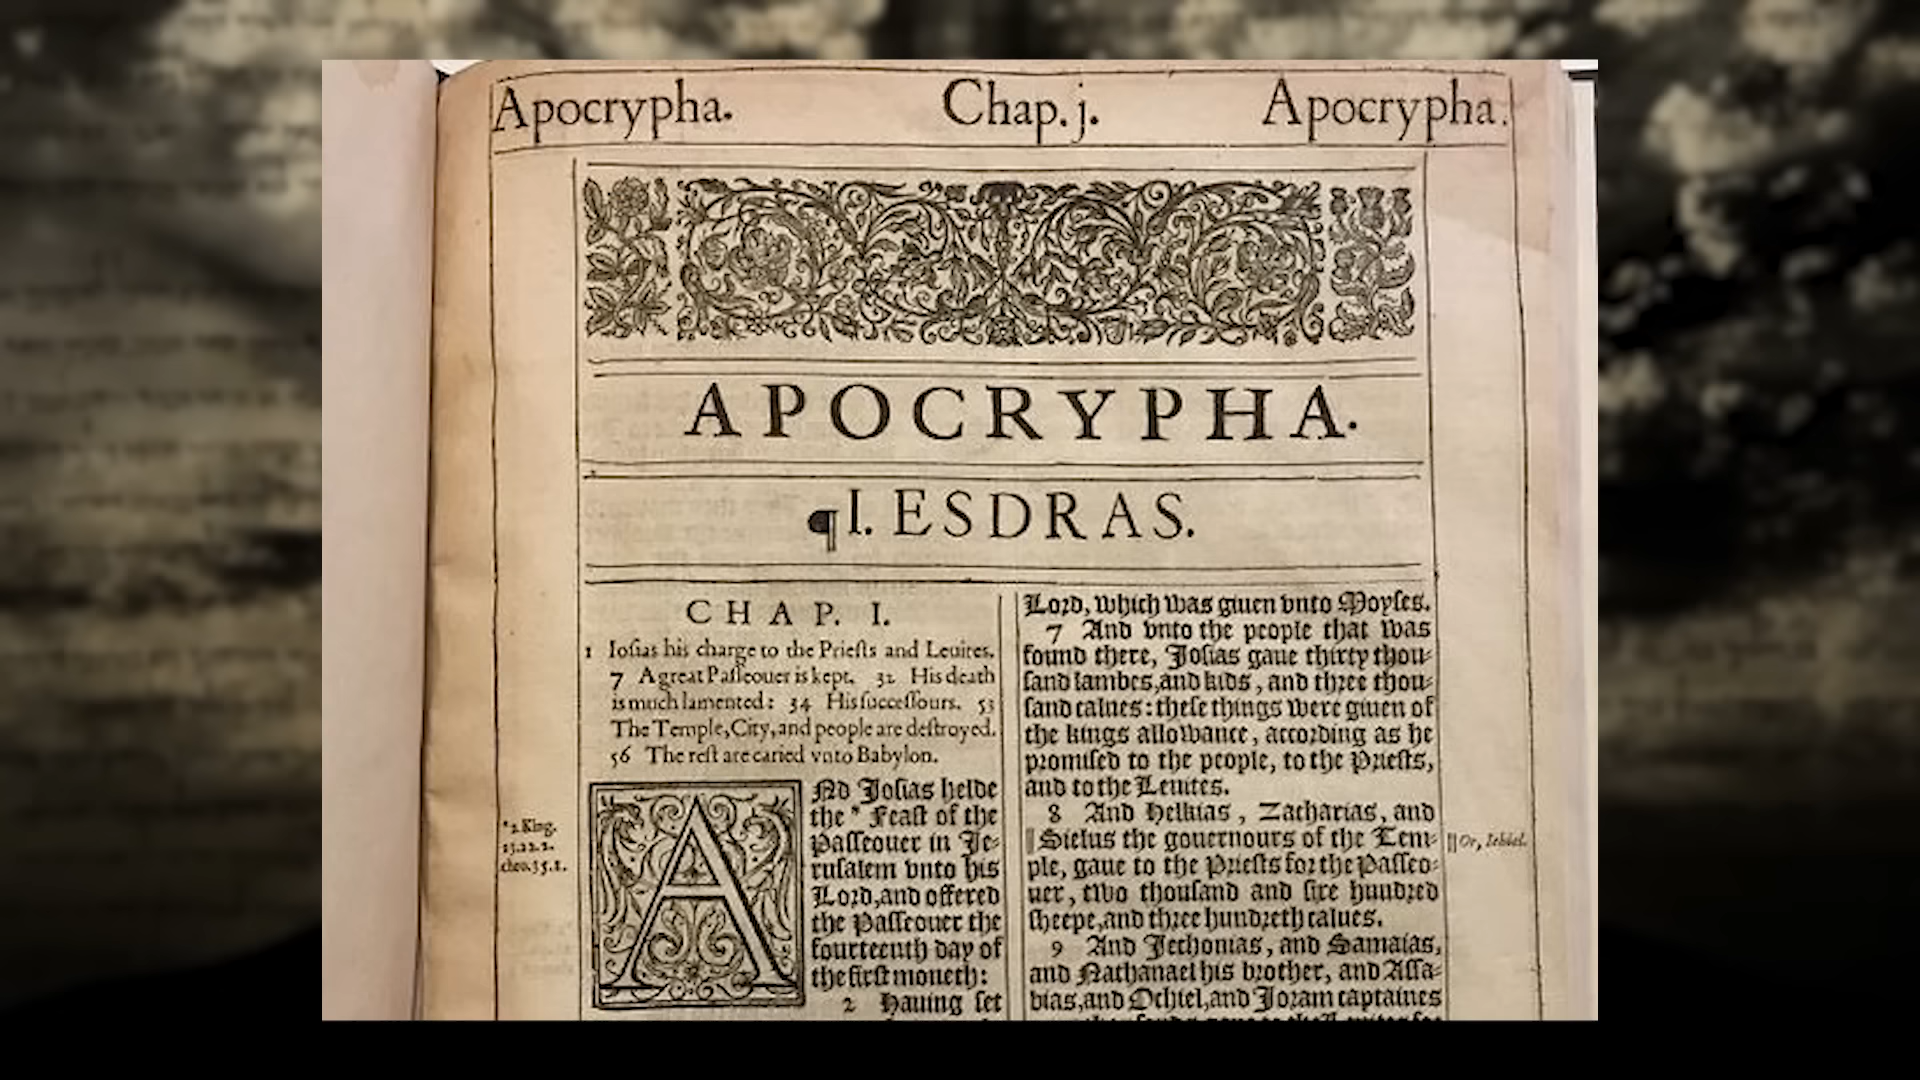 Apocrypha. Chap. j. Apocrypha.
APOCRYPHA.
¶ I. ESDRAS.
CHAP. I.
1 Iosias his charge to the Priests and Leuites.
7 A great Passeouer is kept. 32 His death
is much lamented: 34 His successours. 53
The Temple, City, and people are destroyed.
56 The rest are caried vnto Babylon.
ANd Josias helde
the * Feast of the
Passeouer in Je-
rusalem vnto his
Lord, and offered
the Passeouer the
fourteenth day of
the first moneth:
2 Hauing set
* 2. King.
23.22. 2.
chro. 35. 1.
Lord, which was giuen vnto Moyses.
7 And vnto the people that was
found there, Josias gaue thirty thou-
sand lambes, and kids, and three thou-
sand calues: these things were giuen of
the kings allowance, according as he
promised to the people, to the Priests,
and to the Leuites.
8 And Helkias, Zacharias, and
‖ Sielus the gouernours of the Tem-
ple, gaue to the Priests for the Passeo-
uer, two thousand and sixe hundred
sheepe, and three hundreth calues.
9 And Jechonias, and Samaias,
and Nathanael his brother, and Assa-
bias, and Ochiel, and Joram captaines
‖ Or, Iehiel.